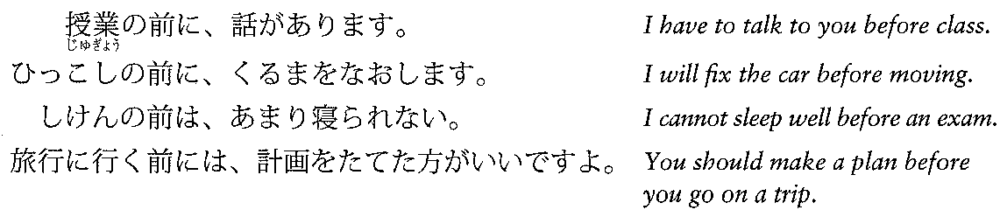 授業の前に、話があります。 I have to talk to you before class.
じゅぎょう
ひっこしの前に、くるまをなおします。 I will fix the car before moving.
しけんの前は、あまり寝られない。 I cannot sleep well before an exam.
旅行に行く前には、計画をたてた方がいいですよ。 You should make a plan before
you go on a trip.